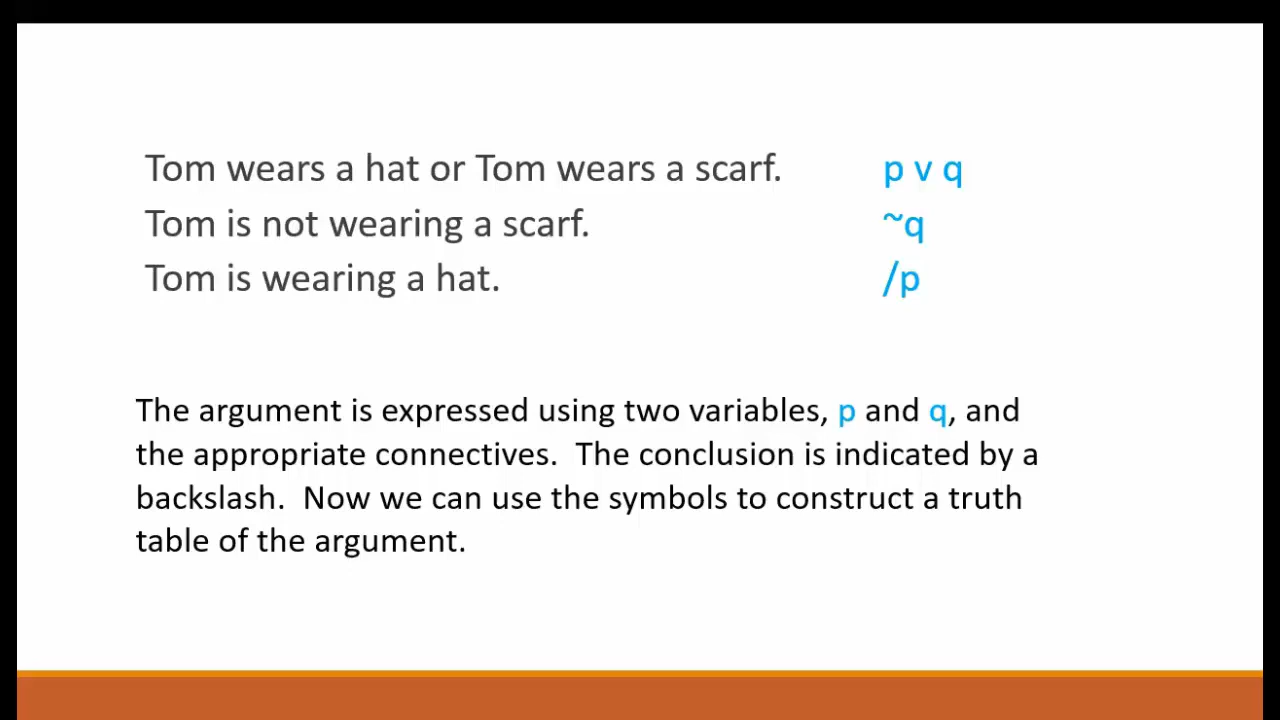 Tom wears a hat or Tom wears a scarf. p v q
Tom is not wearing a scarf. ~q
Tom is wearing a hat. /p
The argument is expressed using two variables, p and q, and
the appropriate connectives.  The conclusion is indicated by a
backslash.  Now we can use the symbols to construct a truth
table of the argument.